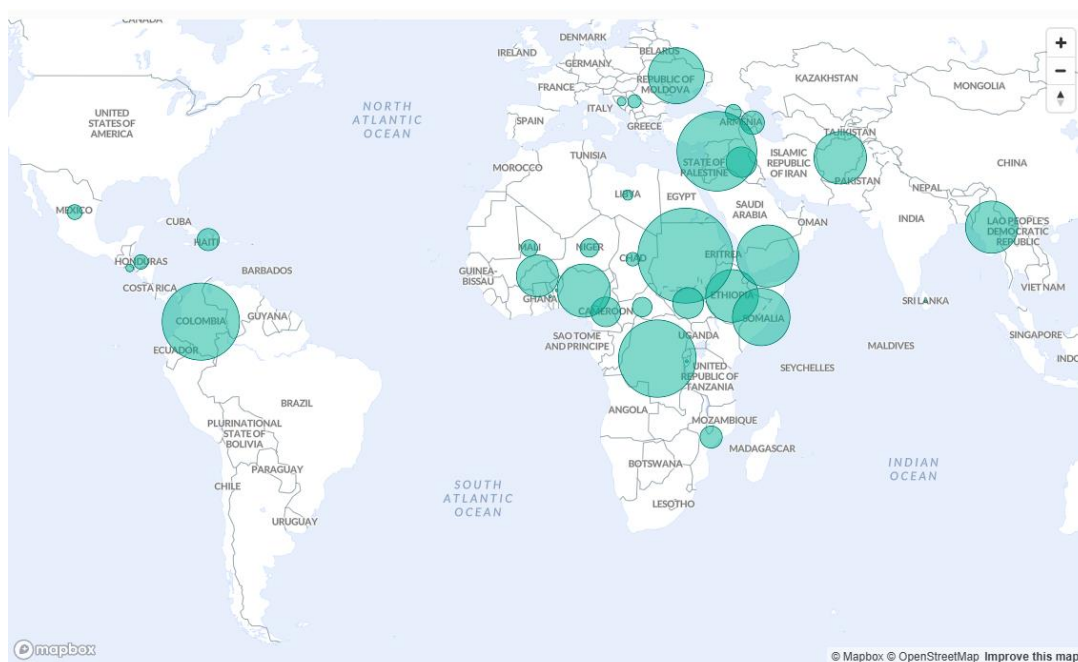 CANADA
DENMARK
IRELAND
BELARUS
GERMANY
KAZAKHSTAN
REPUBLIC OF
MOLDOVA
MONGOLIA
FRANCE
UNITED
STATES OF
AMERICA
NORTH
ATLANTIC
OCEAN
ITALY
SPAIN
GREECE
ARMENIA
TAJIKISTAN
TUNISIA
MOROCCO
STATE OF
PALESTINE
ISLAMIC
REPUBLIC
OF IRAN
CHINA
PAKISTAN
NEPAL
LIBYA
EGYPT
SAUDI
ARABIA
MEXICO
CUBA
OMAN
INDIA
LAO PEOPLE'S
DEMOCRATIC
REPUBLIC
HAITI
MALI
NIGER
CHAD
ERITREA
HONDURAS
BARBADOS
GUINEA-
BISSAU
COSTA RICA
GHANA
ETHIOPIA
VIET NAM
SRI LANKA
COLOMBIA
GUYANA
CAMEROON
SOMALIA
ECUADOR
SAO TOME
AND PRINCIPE
UGANDA
SINGAPORE
MALDIVES
INDO
SEYCHELLES
UNITED
REPUBLIC OF
TANZANIA
BRAZIL
ANGOLA
PLURINATIONAL
STATE OF
BOLIVIA
MOZAMBIQUE
MADAGASCAR
PARAGUAY
BOTSWANA
INDIAN
OCEAN
CHILE
SOUTH
ATLANTIC
OCEAN
LESOTHO
URUGUAY
mapbox
© Mapbox © OpenStreetMap Improve this map